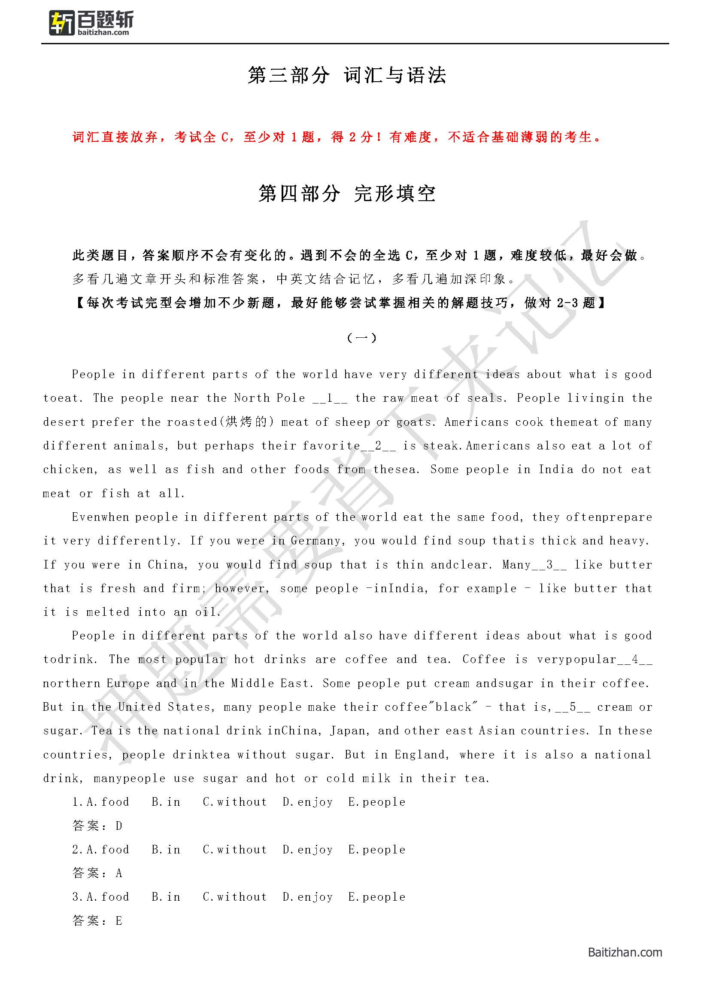 斩 百题斩
baitizhan.com
第三部分 词汇与语法
词汇直接放弃，考试全 C，至少对 1 题，得 2 分！有难度，不适合基础薄弱的考生。
第四部分 完形填空
此类题目，答案顺序不会有变化的。遇到不会的全选 C，至少对 1 题，难度较低，最好会做。
多看几遍文章开头和标准答案，中英文结合记忆，多看几遍加深印象。
【每次考试完型会增加不少新题，最好能够尝试掌握相关的解题技巧，做对 2-3 题】
（一）
People in different parts of the world have very different ideas about what is good
toeat. The people near the North Pole __1__ the raw meat of seals. People livingin the
desert prefer the roasted(烘烤的) meat of sheep or goats. Americans cook themeat of many
different animals, but perhaps their favorite__2__ is steak.Americans also eat a lot of
chicken, as well as fish and other foods from thesea. Some people in India do not eat
meat or fish at all.
Evenwhen people in different parts of the world eat the same food, they oftenprepare
it very differently. If you were in Germany, you would find soup thatis thick and heavy.
If you were in China, you would find soup that is thin andclear. Many__3__ like butter
that is fresh and firm; however, some people -inIndia, for example - like butter that
it is melted into an oil.
People in different parts of the world also have different ideas about what is good
todrink. The most popular hot drinks are coffee and tea. Coffee is verypopular__4__
northern Europe and in the Middle East. Some people put cream andsugar in their coffee.
But in the United States, many people make their coffee"black" - that is,__5__ cream or
sugar. Tea is the national drink inChina, Japan, and other east Asian countries. In these
countries, people drinktea without sugar. But in England, where it is also a national
drink, manypeople use sugar and hot or cold milk in their tea.
1.A.food B.in C.without D.enjoy E.people
答案：D
2.A.food B.in C.without D.enjoy E.people
答案：A
3.A.food B.in C.without D.enjoy E.people
答案：E
押题需要背下来记忆
Baitizhan.com